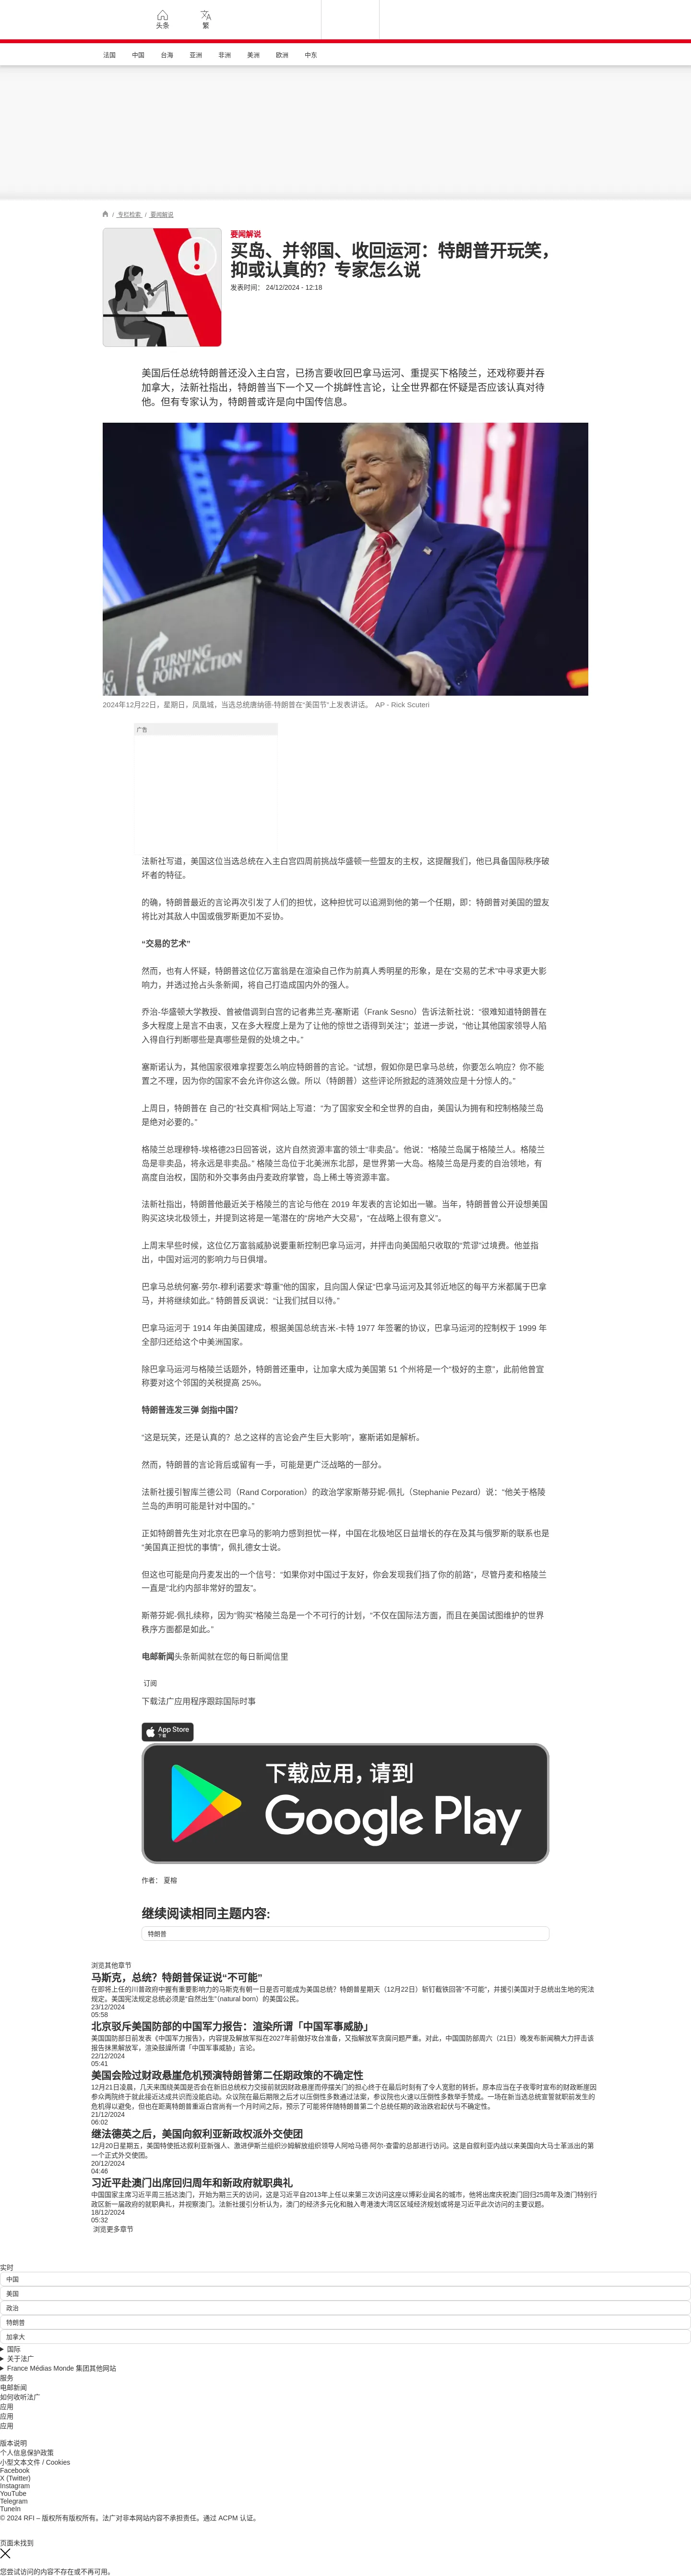 头条
繁
法国 中国 台海 亚洲 非洲 美洲 欧洲 中东
/ 专栏检索 / 要闻解说
要闻解说
买岛、并邻国、收回运河：特朗普开玩笑，
抑或认真的？专家怎么说
发表时间： 24/12/2024 - 12:18
美国后任总统特朗普还没入主白宫，已扬言要收回巴拿马运河、重提买下格陵兰，还戏称要并吞
加拿大，法新社指出，特朗普当下一个又一个挑衅性言论，让全世界都在怀疑是否应该认真对待
他。但有专家认为，特朗普或许是向中国传信息。
TURNING
POINT ACTION
2024年12月22日，星期日，凤凰城，当选总统唐纳德-特朗普在“美国节”上发表讲话。 AP - Rick Scuteri
广告
法新社写道，美国这位当选总统在入主白宫四周前挑战华盛顿一些盟友的主权，这提醒我们，他已具备国际秩序破
坏者的特征。
的确，特朗普最近的言论再次引发了人们的担忧，这种担忧可以追溯到他的第一个任期，即：特朗普对美国的盟友
将比对其敌人中国或俄罗斯更加不妥协。
“交易的艺术”
然而，也有人怀疑，特朗普这位亿万富翁是在渲染自己作为前真人秀明星的形象，是在“交易的艺术”中寻求更大影
响力，并透过抢占头条新闻，将自己打造成国内外的强人。
乔治-华盛顿大学教授、曾被借调到白宫的记者弗兰克-塞斯诺（Frank Sesno）告诉法新社说：“很难知道特朗普在
多大程度上是言不由衷，又在多大程度上是为了让他的惊世之语得到关注”；並进一步说，“他让其他国家领导人陷
入得自行判断哪些是真哪些是假的处境之中。”
塞斯诺认为，其他国家很难拿捏要怎么响应特朗普的言论。“试想，假如你是巴拿马总统，你要怎么响应？你不能
置之不理，因为你的国家不会允许你这么做。所以（特朗普）这些评论所掀起的涟漪效应是十分惊人的。”
上周日，特朗普在 自己的“社交真相”网站上写道：“为了国家安全和全世界的自由，美国认为拥有和控制格陵兰岛
是绝对必要的。”
格陵兰总理穆特-埃格德23日回答说，这片自然资源丰富的领土“非卖品”。他说：“格陵兰岛属于格陵兰人。格陵兰
岛是非卖品，将永远是非卖品。” 格陵兰岛位于北美洲东北部，是世界第一大岛。格陵兰岛是丹麦的自治领地，有
高度自治权，国防和外交事务由丹麦政府掌管，岛上稀土等资源丰富。
法新社指出，特朗普他最近关于格陵兰的言论与他在 2019 年发表的言论如出一辙。当年，特朗普曾公开设想美国
购买这块北极领土，并提到这将是一笔潜在的“房地产大交易”，“在战略上很有意义”。
上周末早些时候，这位亿万富翁威胁说要重新控制巴拿马运河，并抨击向美国船只收取的“荒谬”过境费。他並指
出，中国对运河的影响力与日俱增。
巴拿马总统何塞-劳尔-穆利诺要求“尊重”他的国家，且向国人保证“巴拿马运河及其邻近地区的每平方米都属于巴拿
马，并将继续如此。” 特朗普反讽说：“让我们拭目以待。”
巴拿马运河于 1914 年由美国建成，根据美国总统吉米-卡特 1977 年签署的协议，巴拿马运河的控制权于 1999 年
全部归还给这个中美洲国家。
除巴拿马运河与格陵兰话题外，特朗普还重申，让加拿大成为美国第 51 个州将是一个“极好的主意”，此前他曾宣
称要对这个邻国的关税提高 25%。
特朗普连发三弹 剑指中国？
“这是玩笑，还是认真的？总之这样的言论会产生巨大影响”，塞斯诺如是解析。
然而，特朗普的言论背后或留有一手，可能是更广泛战略的一部分。
法新社援引智库兰德公司（Rand Corporation）的政治学家斯蒂芬妮-佩扎（Stephanie Pezard）说：“他关于格陵
兰岛的声明可能是针对中国的。”
正如特朗普先生对北京在巴拿马的影响力感到担忧一样，中国在北极地区日益增长的存在及其与俄罗斯的联系也是
“美国真正担忧的事情”，佩扎德女士说。
但这也可能是向丹麦发出的一个信号：“如果你对中国过于友好，你会发现我们挡了你的前路”，尽管丹麦和格陵兰
一直是“北约内部非常好的盟友”。
斯蒂芬妮-佩扎续称，因为“购买”格陵兰岛是一个不可行的计划，“不仅在国际法方面，而且在美国试图维护的世界
秩序方面都是如此。”
电邮新闻头条新闻就在您的每日新闻信里
订阅
下载法广应用程序跟踪国际时事
App Store
下载
下载应用，请到
Google Play
作者： 夏榕
继续阅读相同主题内容:
特朗普
浏览其他章节
马斯克，总统？特朗普保证说“不可能”
在即将上任的川普政府中握有重要影响力的马斯克有朝一日是否可能成为美国总统？特朗普星期天（12月22日）斩钉截铁回答“不可能”，并援引美国对于总统出生地的宪法
规定。美国宪法规定总统必须是“自然出生”（natural born）的美国公民。
23/12/2024
05:58
北京驳斥美国防部的中国军力报告：渲染所谓「中国军事威胁」
美国国防部日前发表《中国军力报告》，内容提及解放军拟在2027年前做好攻台准备，又指解放军贪腐问题严重。对此，中国国防部周六（21日）晚发布新闻稿大力抨击该
报告抹黑解放军，渲染鼓譟所谓「中国军事威胁」言论。
22/12/2024
05:41
美国会险过财政悬崖危机预演特朗普第二任期政策的不确定性
12月21日凌晨，几天来围绕美国是否会在新旧总统权力交接前就因财政悬崖而停摆关门的担心终于在最后时刻有了令人宽慰的转折。原本应当在子夜零时宣布的财政断崖因
参众两院终于就此接近达成共识而没能启动。众议院在最后期限之后才以压倒性多数通过法案，参议院也火速以压倒性多数举手赞成。一场在新当选总统宣誓就职前发生的
危机得以避免，但也在距离特朗普重返白宫尚有一个月时间之际，预示了可能将伴随特朗普第二个总统任期的政治跌宕起伏与不确定性。
21/12/2024
06:02
继法德英之后，美国向叙利亚新政权派外交使团
12月20日星期五，美国特使抵达叙利亚新强人、激进伊斯兰组织沙姆解放组织领导人阿哈马德·阿尔-查雷的总部进行访问。这是自叙利亚内战以来美国向大马士革派出的第
一个正式外交使团。
20/12/2024
04:46
习近平赴澳门出席回归周年和新政府就职典礼
中国国家主席习近平周三抵达澳门，开始为期三天的访问，这是习近平自2013年上任以来第三次访问这座以博彩业闻名的城市，他将出席庆祝澳门回归25周年及澳门特别行
政区新一届政府的就职典礼，并视察澳门。法新社援引分析认为，澳门的经济多元化和融入粤港澳大湾区区域经济规划或将是习近平此次访问的主要议题。
18/12/2024
05:32
浏览更多章节
实时
中国
美国
政治
特朗普
加拿大
国际
关于法广
France Médias Monde 集团其他网站
服务
电邮新闻
如何收听法广
应用
应用
应用
版本说明
个人信息保护政策
小型文本文件 / Cookies
Facebook
X (Twitter)
Instagram
YouTube
Telegram
TuneIn
© 2024 RFI – 版权所有版权所有。法广对非本网站内容不承担责任。通过 ACPM 认证。
页面未找到
您尝试访问的内容不存在或不再可用。